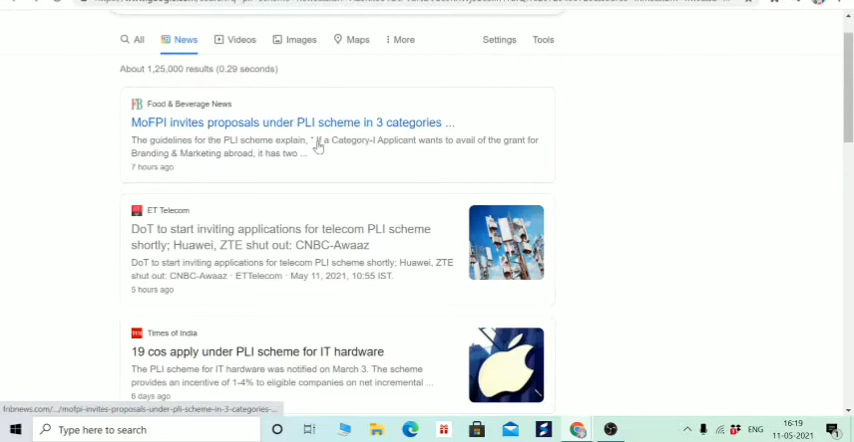 All News Videos Images Maps More Settings Tools
About 1,25,000 results (0.29 seconds)
Food & Beverage News
MoFPI invites proposals under PLI scheme in 3 categories ...
The guidelines for the PLI scheme explain, " If a Category-I Applicant wants to avail of the grant for
Branding & Marketing abroad, it has two ...
7 hours ago
ET Telecom
DoT to start inviting applications for telecom PLI scheme
shortly; Huawei, ZTE shut out: CNBC-Awaaz
DoT to start inviting applications for telecom PLI scheme shortly; Huawei, ZTE
shut out: CNBC-Awaaz · ETTelecom · May 11, 2021, 10:55 IST.
5 hours ago
Times of India
19 cos apply under PLI scheme for IT hardware
The PLI scheme for IT hardware was notified on March 3. The scheme
provides an incentive of 1-4% to eligible companies on net incremental ...
6 days ago
fnbnews.com/.../mofpi-invites-proposals-under-pli-scheme-in-3-categories-...
Type here to search
ENG
16:19
11-05-2021